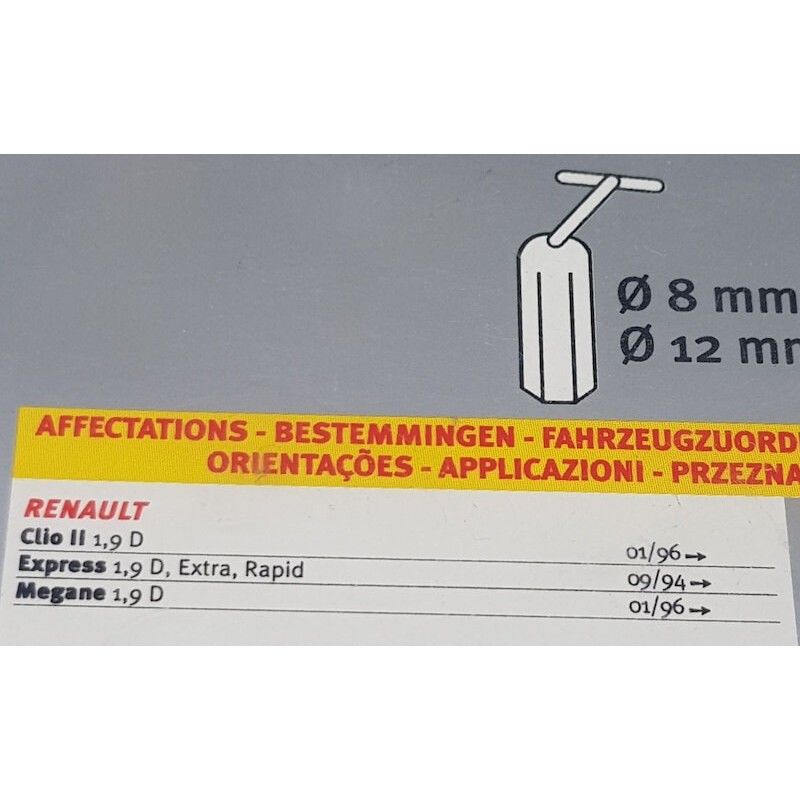 Ø 8 mm
Ø 12 mm
AFFECTATIONS - BESTEMMINGEN - FAHRZEUGZUORD
ORIENTAÇÕES - APPLICAZIONI - PRZEZNA
RENAULT
Clio II 1,9 D 01/96→
Express 1,9 D, Extra, Rapid 09/94→
Megane 1,9 D 01/96→